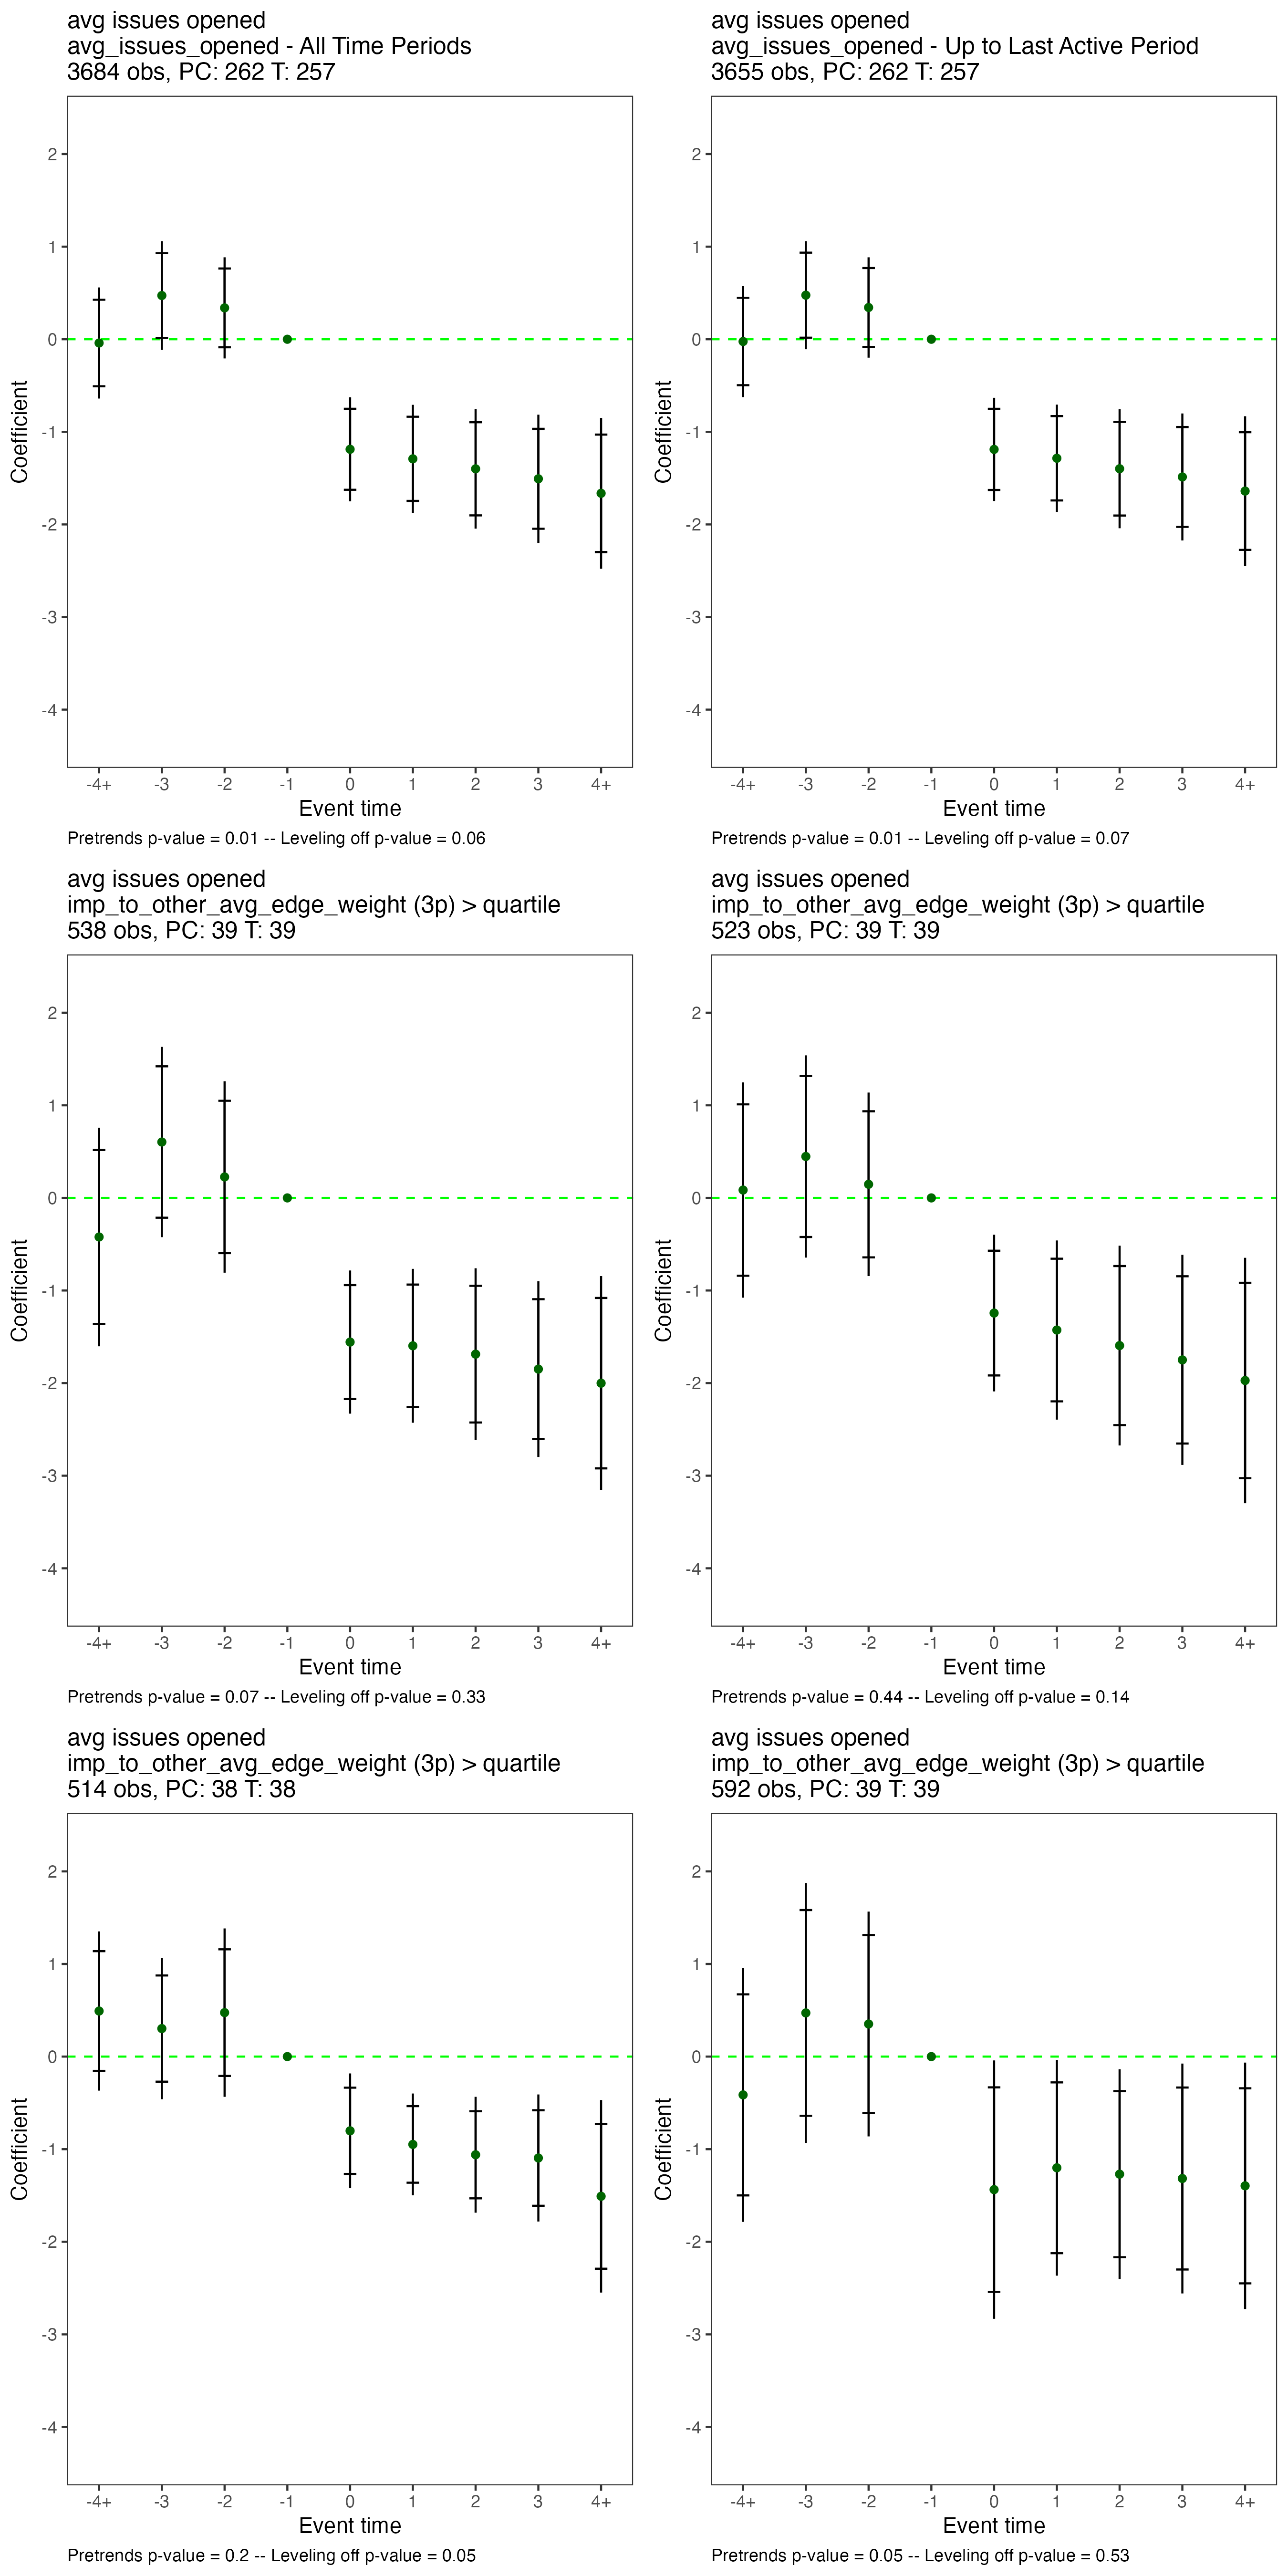 avg issues opened
avg_issues_opened - All Time Periods
3684 obs, PC: 262 T: 257
2
1
0
-1
-2
-3
-4
Coefficient
-4+ -3 -2 -1 0 1 2 3 4+
Event time
Pretrends p-value = 0.01 -- Leveling off p-value = 0.06
avg issues opened
avg_issues_opened - Up to Last Active Period
3655 obs, PC: 262 T: 257
2
1
0
-1
-2
-3
-4
Coefficient
-4+ -3 -2 -1 0 1 2 3 4+
Event time
Pretrends p-value = 0.01 -- Leveling off p-value = 0.07
avg issues opened
imp_to_other_avg_edge_weight (3p) > quartile
538 obs, PC: 39 T: 39
2
1
0
-1
-2
-3
-4
Coefficient
-4+ -3 -2 -1 0 1 2 3 4+
Event time
Pretrends p-value = 0.07 -- Leveling off p-value = 0.33
avg issues opened
imp_to_other_avg_edge_weight (3p) > quartile
523 obs, PC: 39 T: 39
2
1
0
-1
-2
-3
-4
Coefficient
-4+ -3 -2 -1 0 1 2 3 4+
Event time
Pretrends p-value = 0.44 -- Leveling off p-value = 0.14
avg issues opened
imp_to_other_avg_edge_weight (3p) > quartile
514 obs, PC: 38 T: 38
2
1
0
-1
-2
-3
-4
Coefficient
-4+ -3 -2 -1 0 1 2 3 4+
Event time
Pretrends p-value = 0.2 -- Leveling off p-value = 0.05
avg issues opened
imp_to_other_avg_edge_weight (3p) > quartile
592 obs, PC: 39 T: 39
2
1
0
-1
-2
-3
-4
Coefficient
-4+ -3 -2 -1 0 1 2 3 4+
Event time
Pretrends p-value = 0.05 -- Leveling off p-value = 0.53